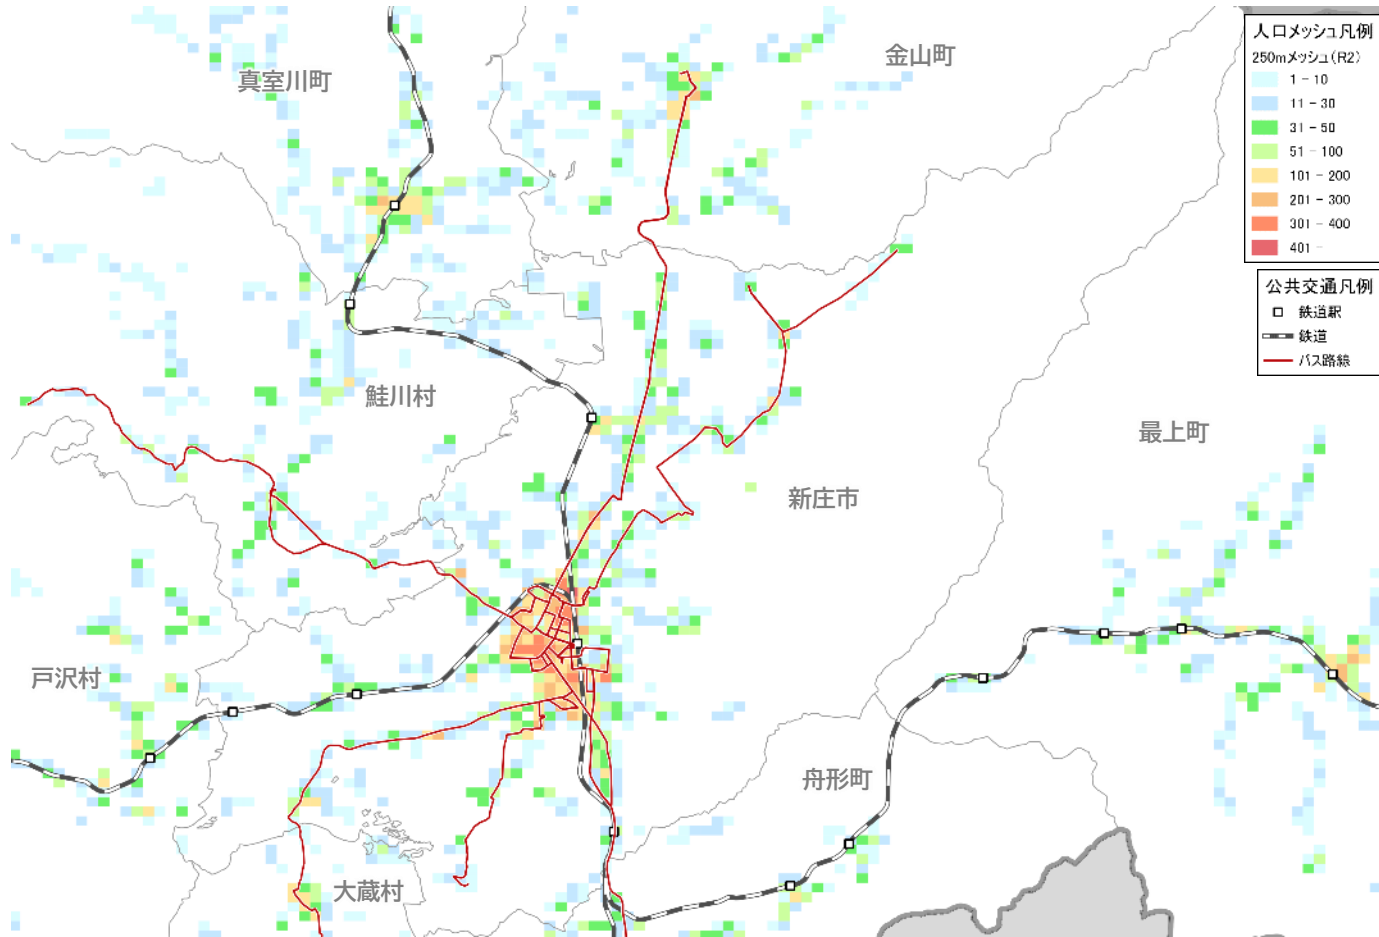 人口メッシュ凡例
250mメッシュ(R2)
1 - 10
11 - 30
31 - 50
51 - 100
101 - 200
201 - 300
301 - 400
401 -
公共交通凡例
鉄道駅
鉄道
バス路線
金山町
真室川町
鮭川村
最上町
新庄市
戸沢村
舟形町
大蔵村